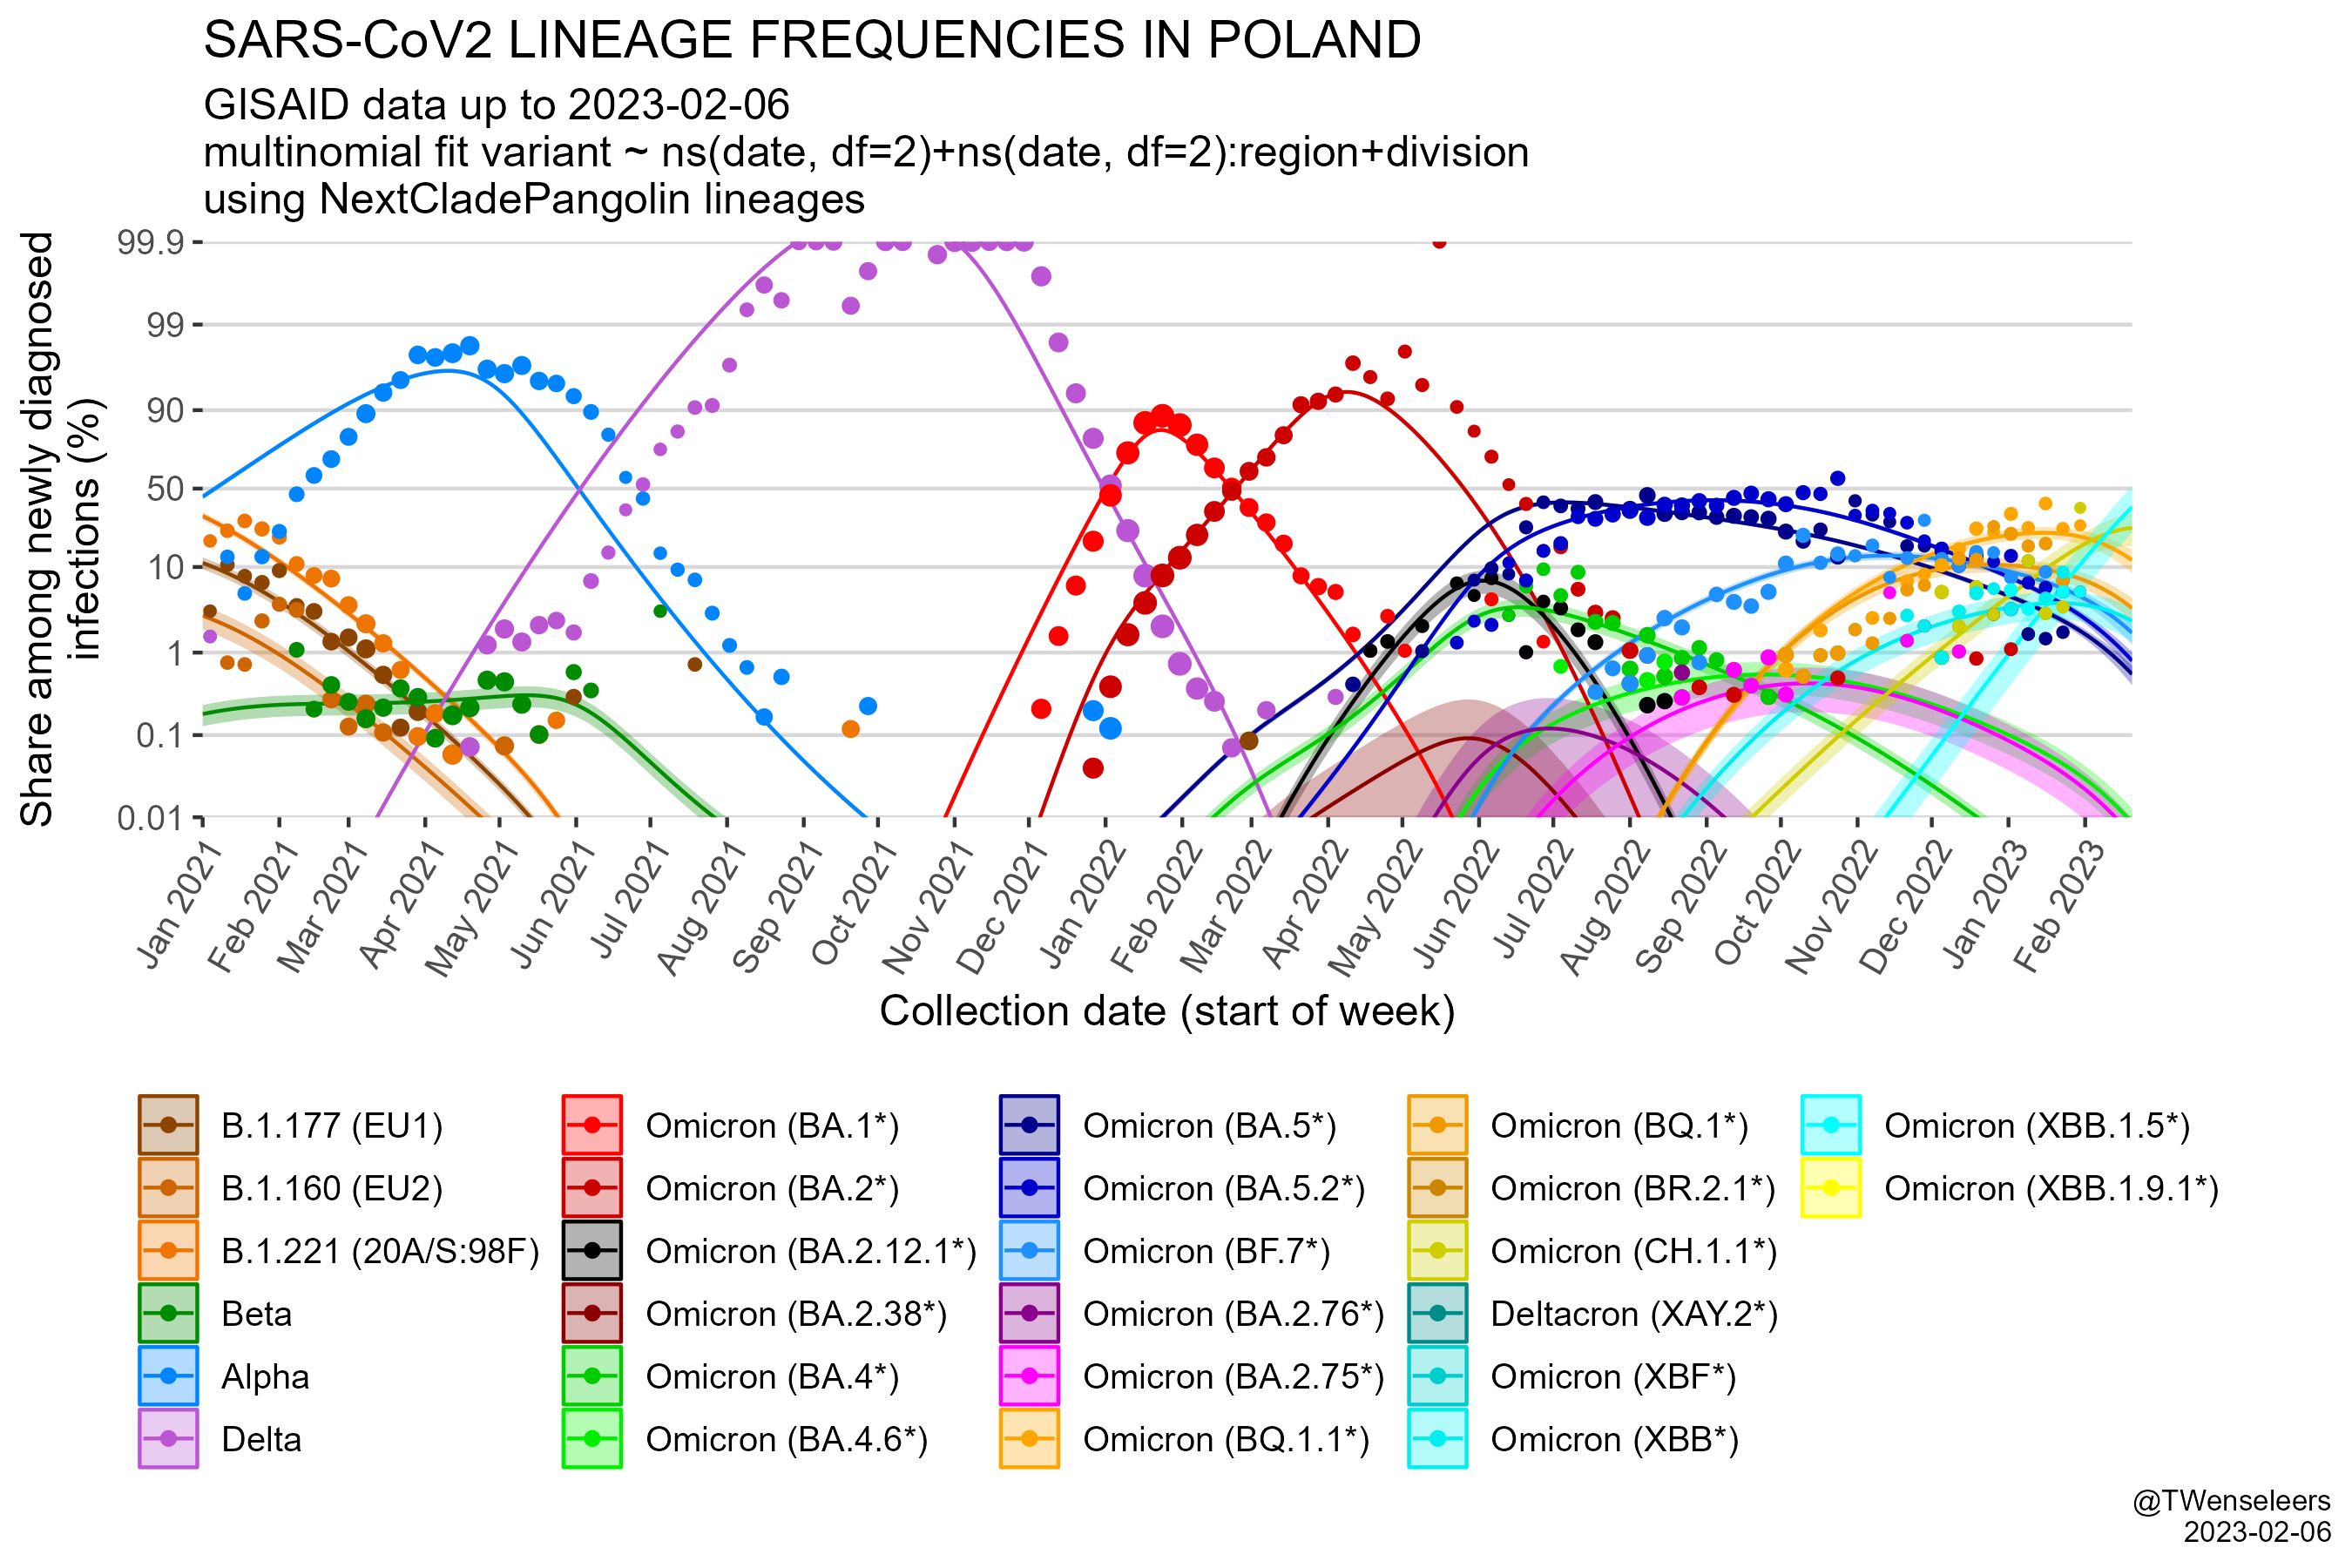 SARS-CoV2 LINEAGE FREQUENCIES IN POLAND
GISAID data up to 2023-02-06
multinomial fit variant ~ ns(date, df=2)+ns(date, df=2):region+division
using NextCladePangolin lineages
Share among newly diagnosed
infections (%)
99.9
99
90
50
10
1
0.1
0.01
Jan 2021
Feb 2021
Mar 2021
Apr 2021
May 2021
Jun 2021
Jul 2021
Aug 2021
Sep 2021
Oct 2021
Nov 2021
Dec 2021
Jan 2022
Feb 2022
Mar 2022
Apr 2022
May 2022
Jun 2022
Jul 2022
Aug 2022
Sep 2022
Oct 2022
Nov 2022
Dec 2022
Jan 2023
Feb 2023
Collection date (start of week)
B.1.177 (EU1)
B.1.160 (EU2)
B.1.221 (20A/S:98F)
Beta
Alpha
Delta
Omicron (BA.1*)
Omicron (BA.2*)
Omicron (BA.2.12.1*)
Omicron (BA.2.38*)
Omicron (BA.4*)
Omicron (BA.4.6*)
Omicron (BA.5*)
Omicron (BA.5.2*)
Omicron (BF.7*)
Omicron (BA.2.76*)
Omicron (BA.2.75*)
Omicron (BQ.1.1*)
Omicron (BQ.1*)
Omicron (BR.2.1*)
Omicron (CH.1.1*)
Deltacron (XAY.2*)
Omicron (XBF*)
Omicron (XBB*)
Omicron (XBB.1.5*)
Omicron (XBB.1.9.1*)
@TWenseleers
2023-02-06